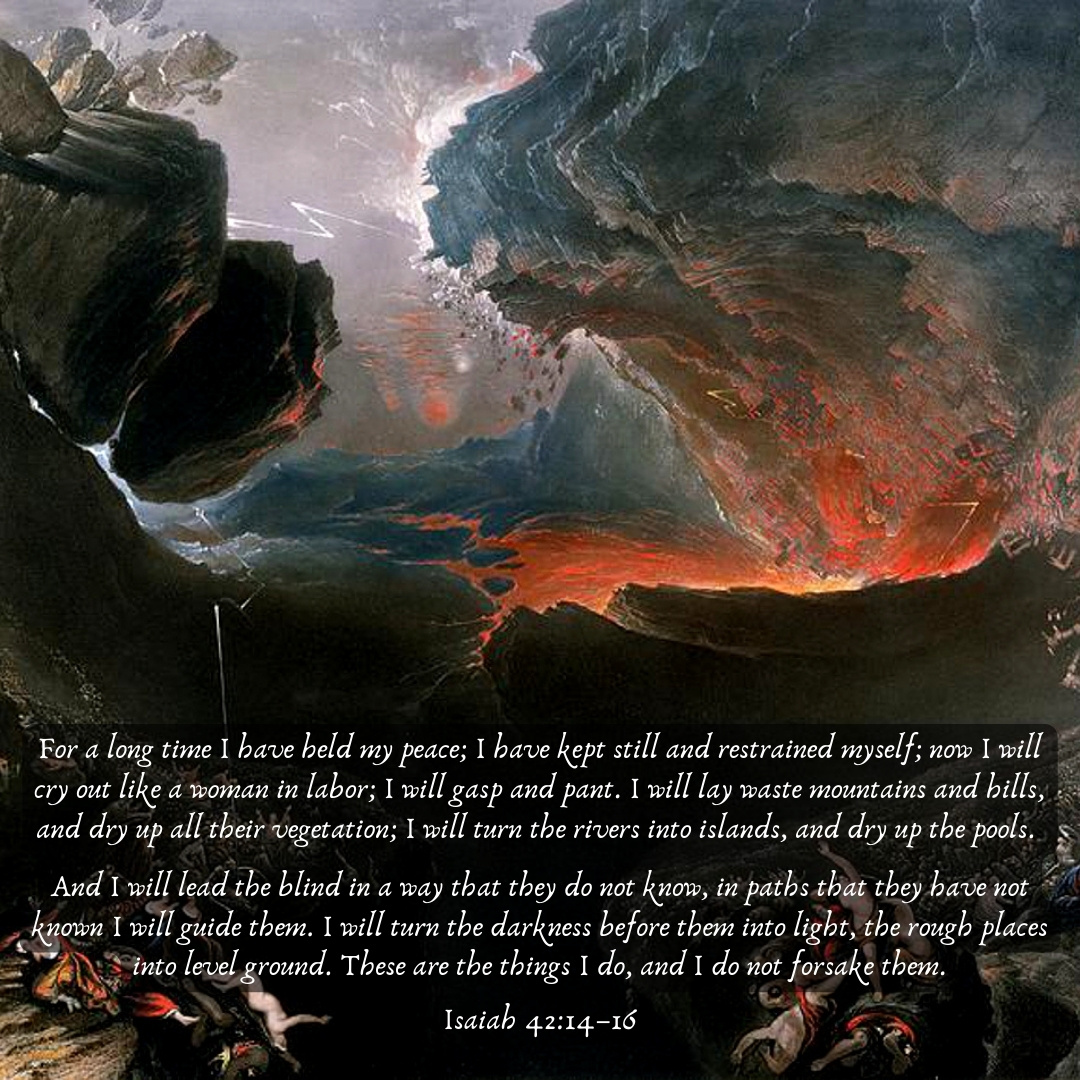 For a long time I have held my peace; I have kept still and restrained myself; now I will
cry out like a woman in labor; I will gasp and pant. I will lay waste mountains and hills,
and dry up all their vegetation; I will turn the rivers into islands, and dry up the pools.
And I will lead the blind in a way that they do not know, in paths that they have not
known I will guide them. I will turn the darkness before them into light, the rough places
into level ground. These are the things I do, and I do not forsake them.
Isaiah 42:14–16